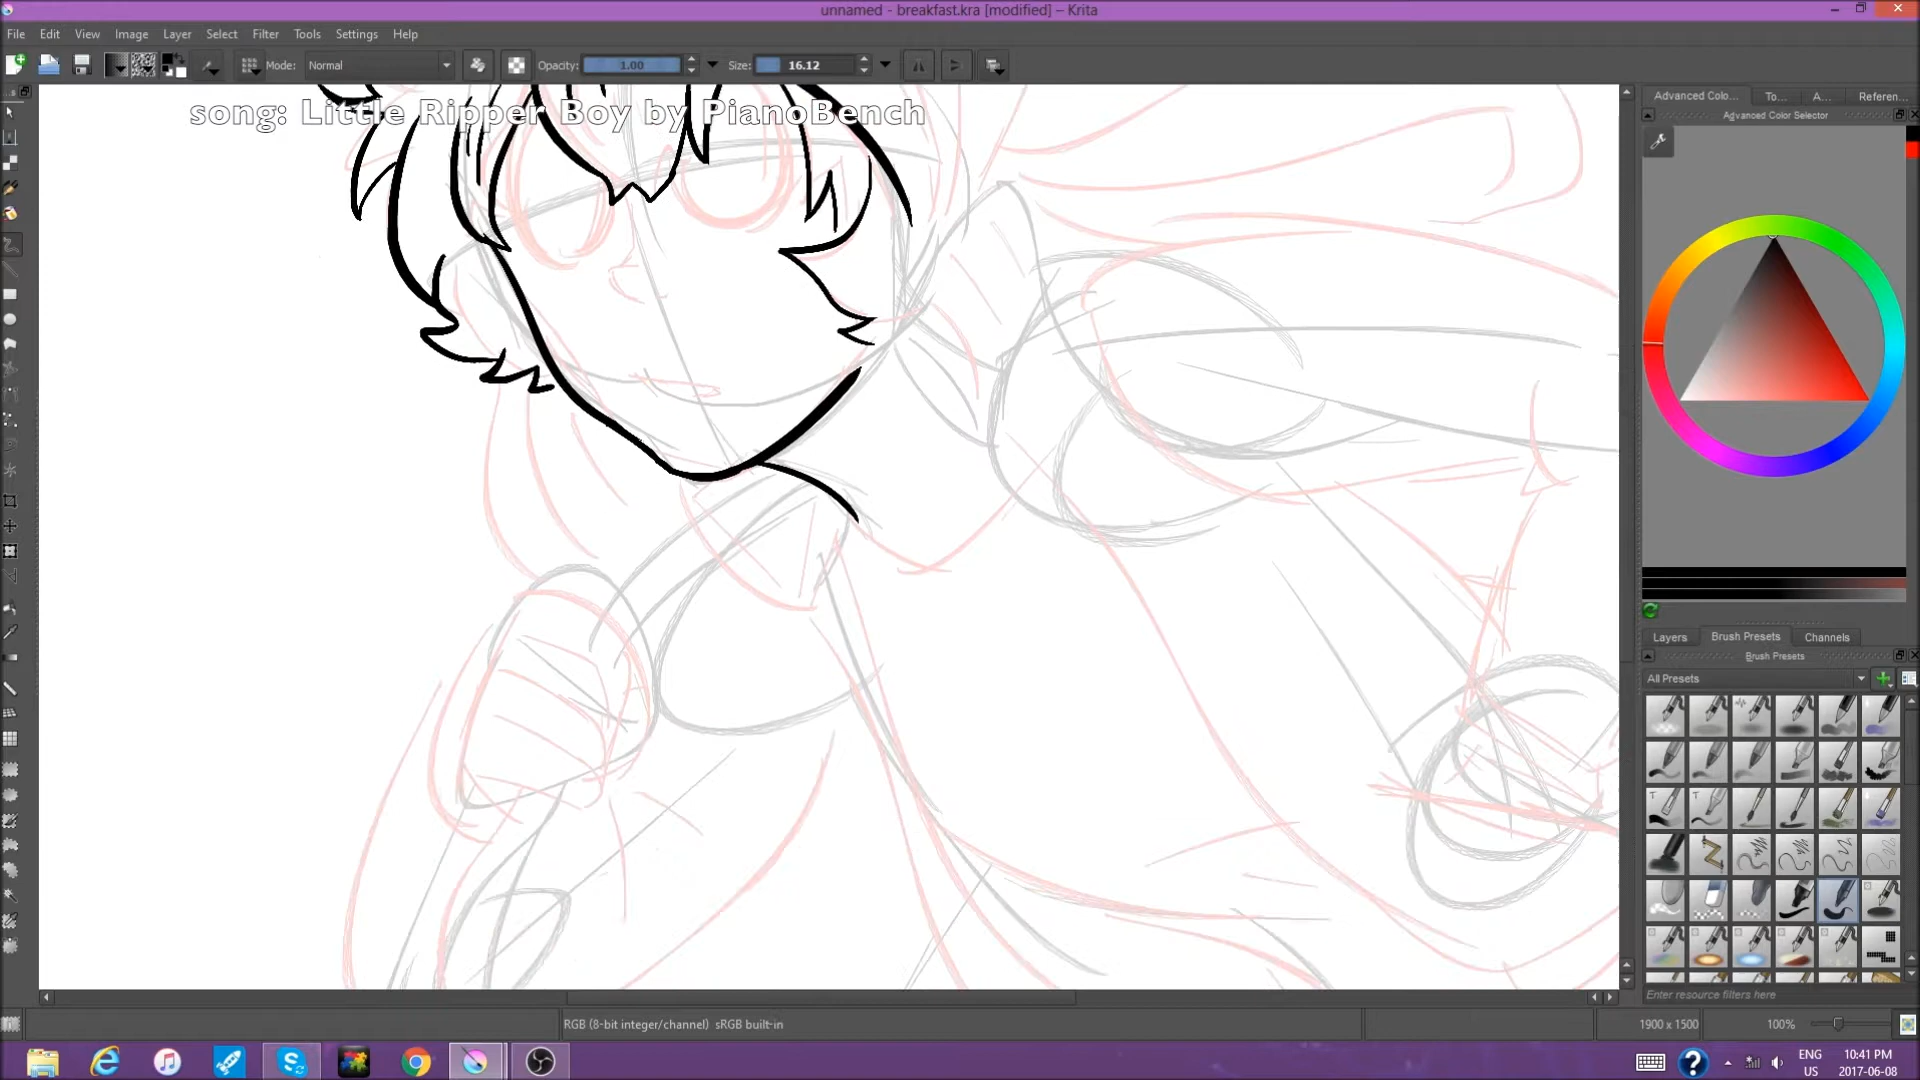 unnamed - breakfast.kra [modified] – Krita
File Edit View Image Layer Select Filter Tools Settings Help
Mode: Normal Opacity: 1.00 Size: 16.12
song: Little Ripper Boy by PianoBench
Advanced Colo... To... A... Referen...
Advanced Color Selector
Layers Brush Presets Channels
Brush Presets
All Presets
Enter resource filters here
RGB (8-bit integer/channel) sRGB built-in 1900 x 1500 100%
ENG 10:41 PM
US 2017-06-08